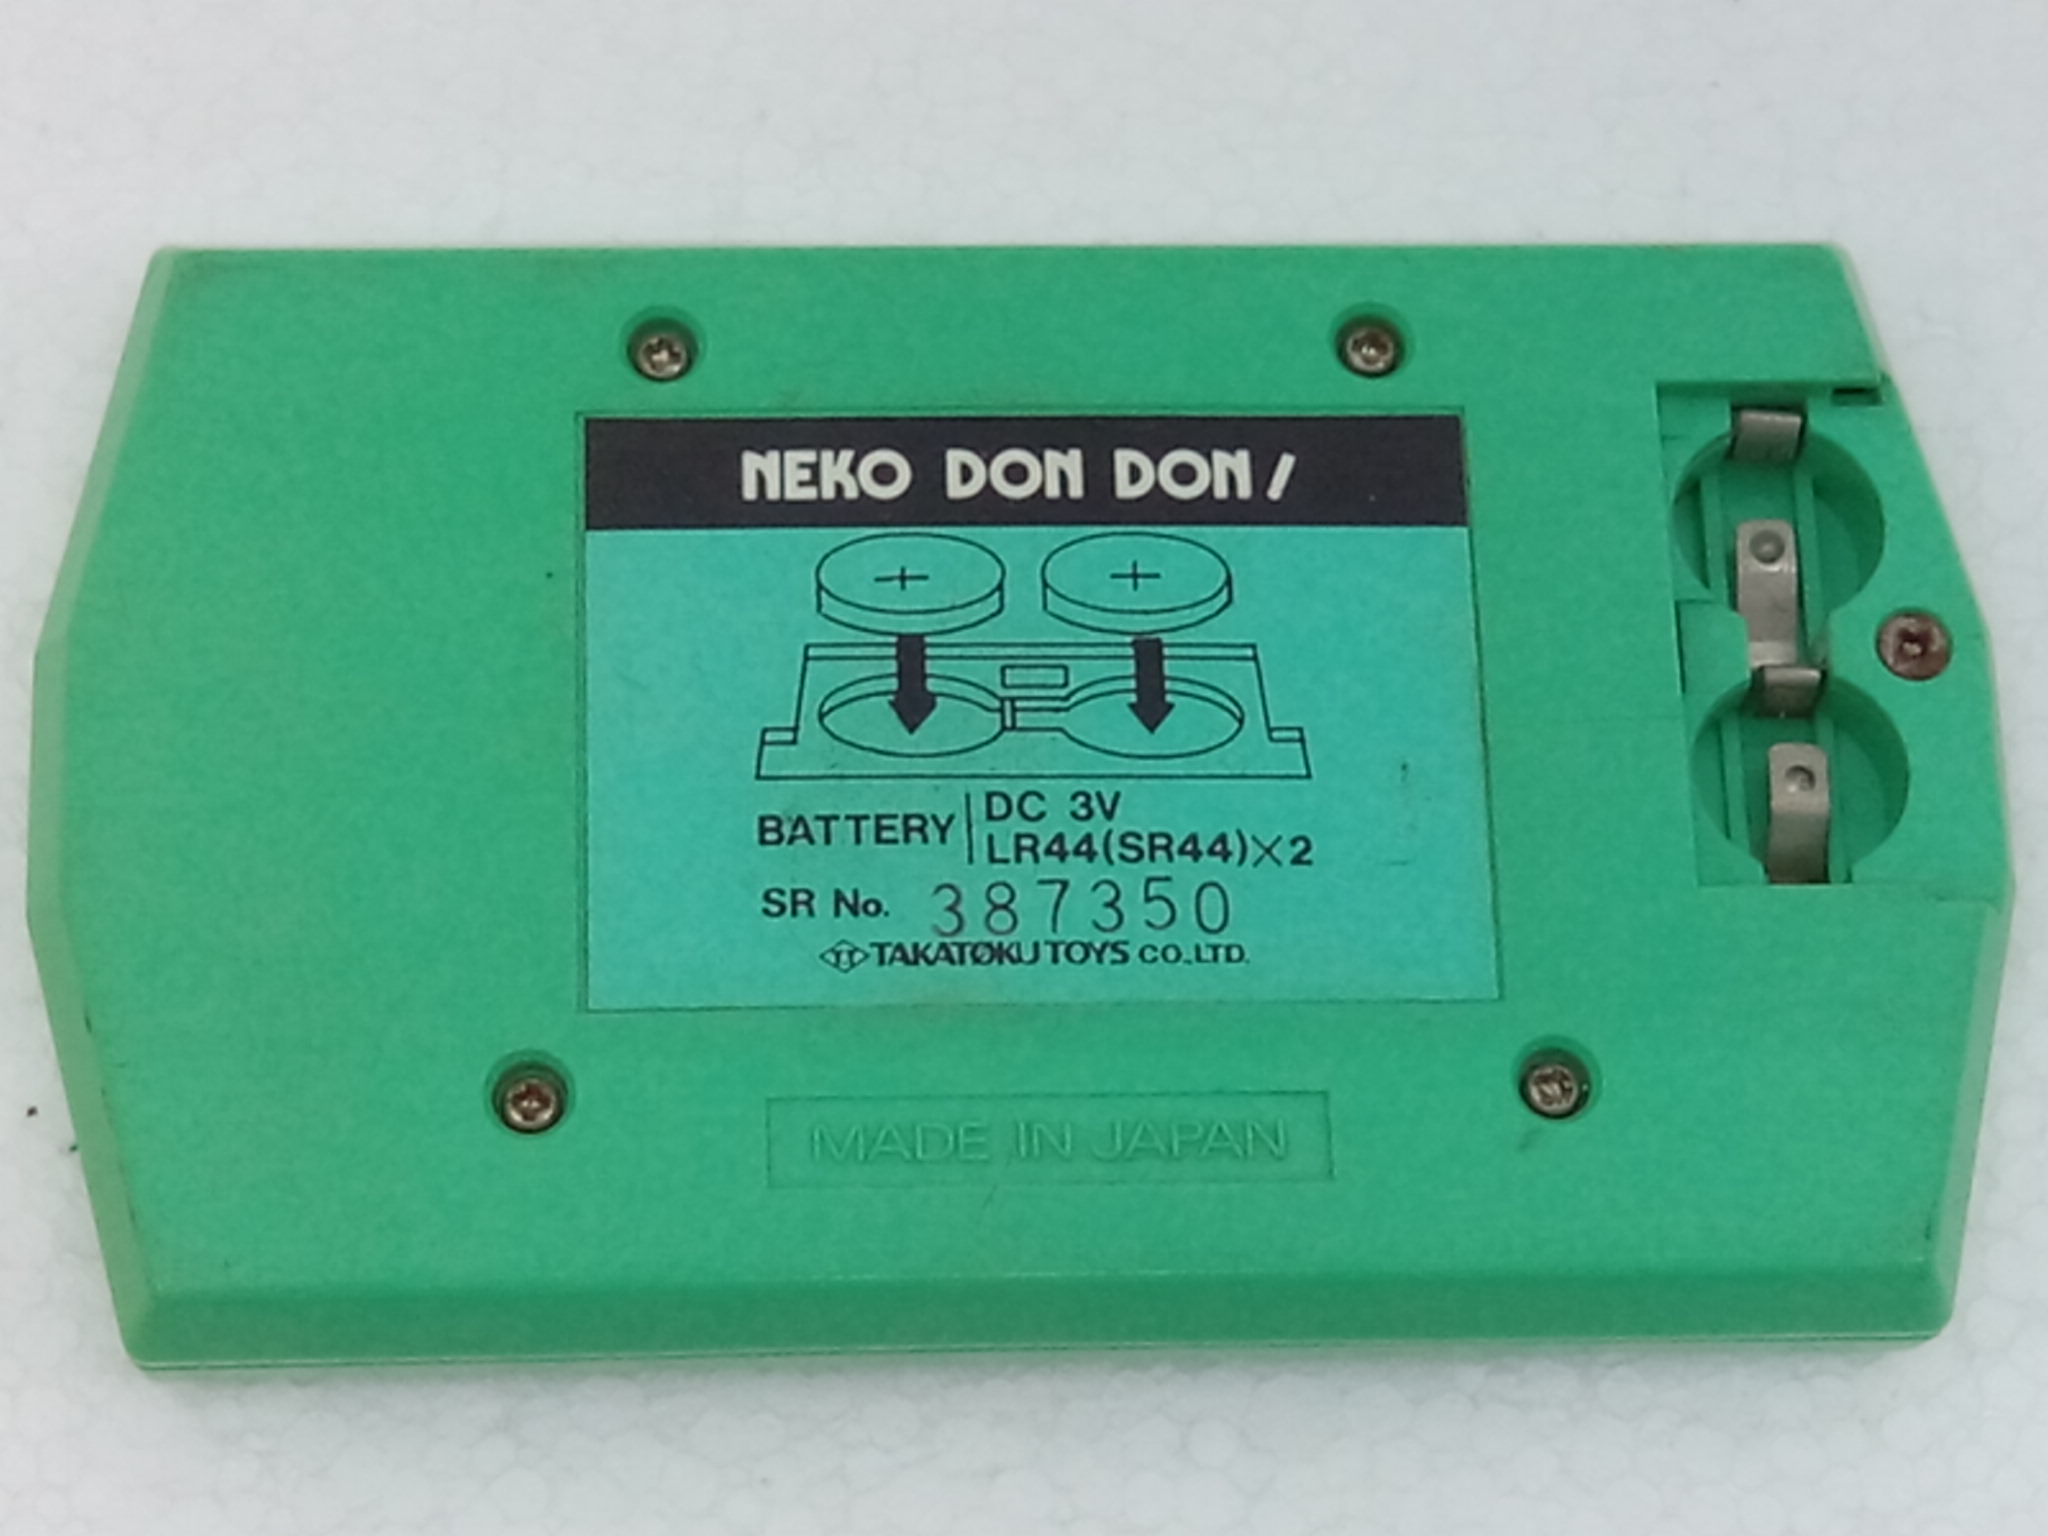 NEKO DON DON!
+ +
BATTERY DC 3V
LR44(SR44)×2
SR No. 387350
TT TAKATOKU TOYS CO.,LTD.
MADE IN JAPAN